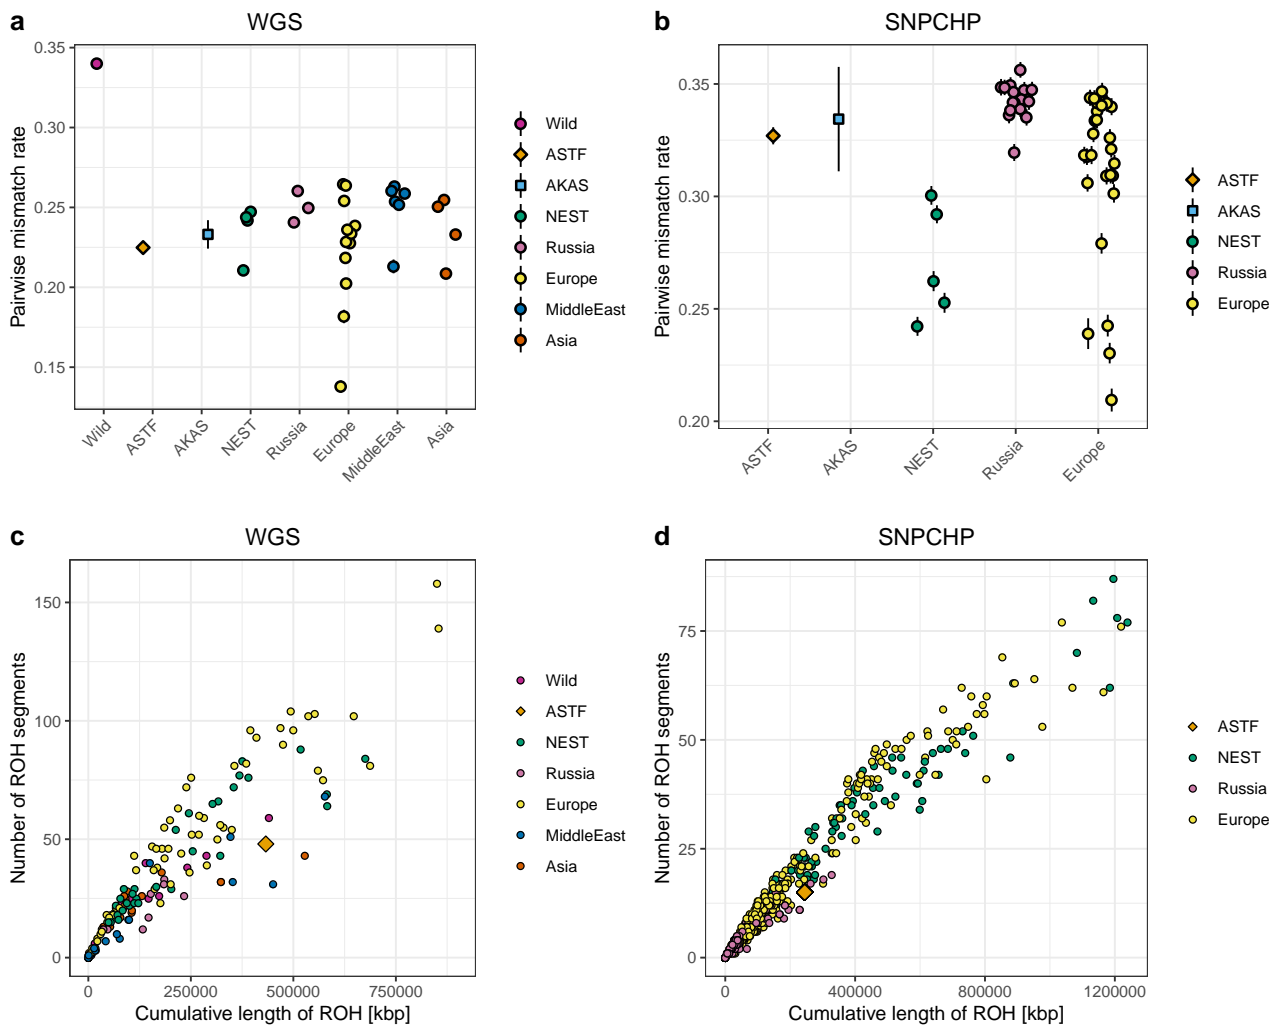 a
WGS
Pairwise mismatch rate
0.35
0.30
0.25
0.20
0.15
Wild
ASTF
AKAS
NEST
Russia
Europe
MiddleEast
Asia
Wild
ASTF
AKAS
NEST
Russia
Europe
MiddleEast
Asia
b
SNPCHP
Pairwise mismatch rate
0.35
0.30
0.25
0.20
ASTF
AKAS
NEST
Russia
Europe
ASTF
AKAS
NEST
Russia
Europe
c
WGS
Number of ROH segments
150
100
50
0
0
250000
500000
750000
Cumulative length of ROH [kbp]
Wild
ASTF
NEST
Russia
Europe
MiddleEast
Asia
d
SNPCHP
Number of ROH segments
75
50
25
0
0
400000
800000
1200000
Cumulative length of ROH [kbp]
ASTF
NEST
Russia
Europe